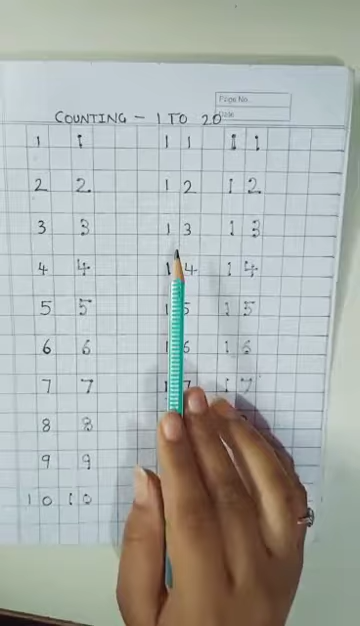 Page No.
Date
COUNTING - 1 TO 20
1 1 11 11
2 2 12 12
3 3 13 13
4 4 14 14
5 5 15 15
6 6 16 16
7 7 17 17
8 8
9 9
10 10